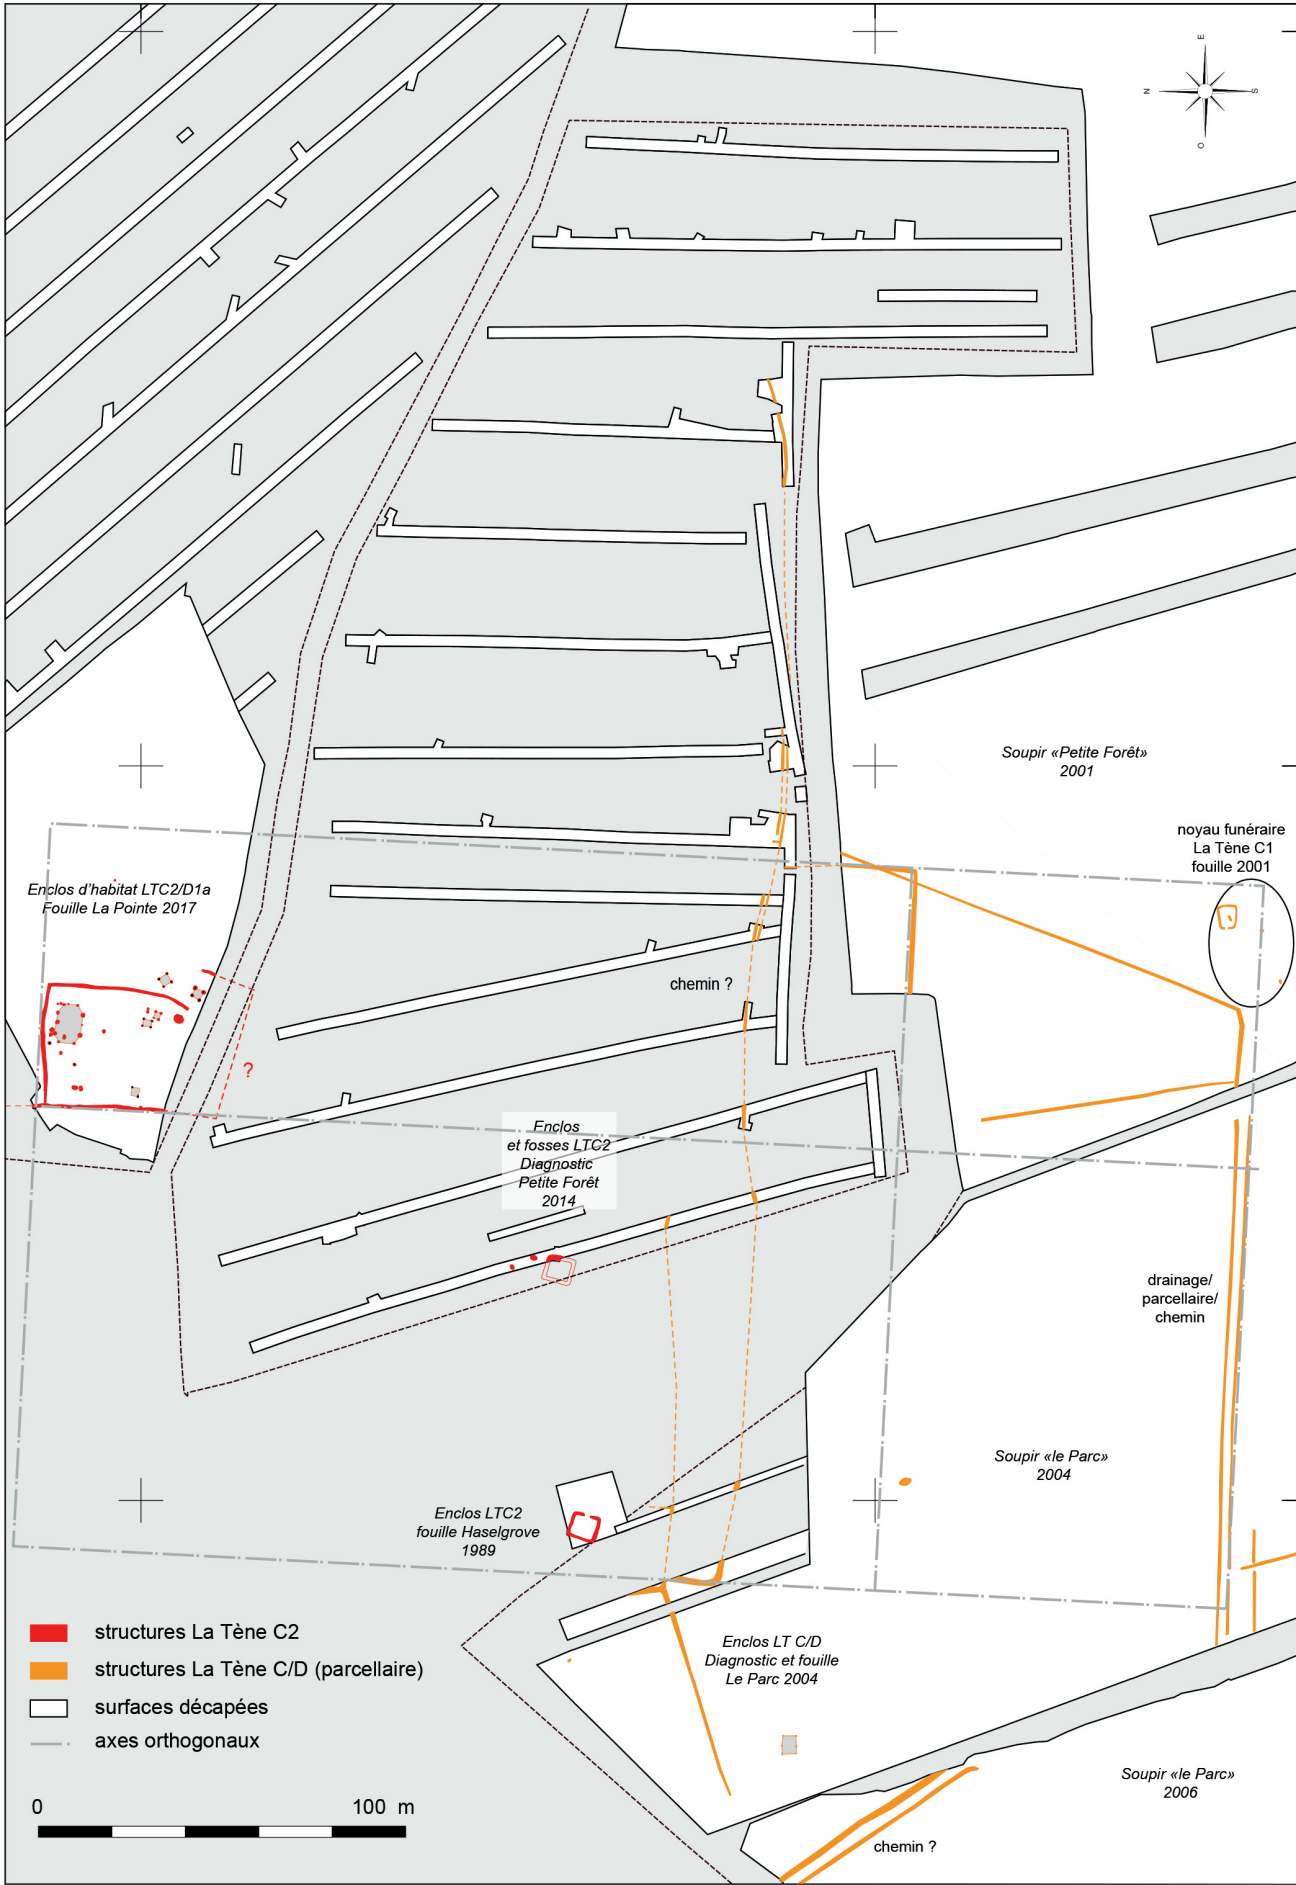 E
N
S
O
Soupir «Petite Forêt»
2001
noyau funéraire
La Tène C1
fouille 2001
Enclos d'habitat LTC2/D1a
Fouille La Pointe 2017
chemin ?
?
Enclos
et fosses LTC2
Diagnostic
Petite Forêt
2014
drainage/
parcellaire/
chemin
Soupir «le Parc»
2004
Enclos LTC2
fouille Haselgrove
1989
Enclos LT C/D
Diagnostic et fouille
Le Parc 2004
Soupir «le Parc»
2006
chemin ?
structures La Tène C2
structures La Tène C/D (parcellaire)
surfaces décapées
axes orthogonaux
0 100 m